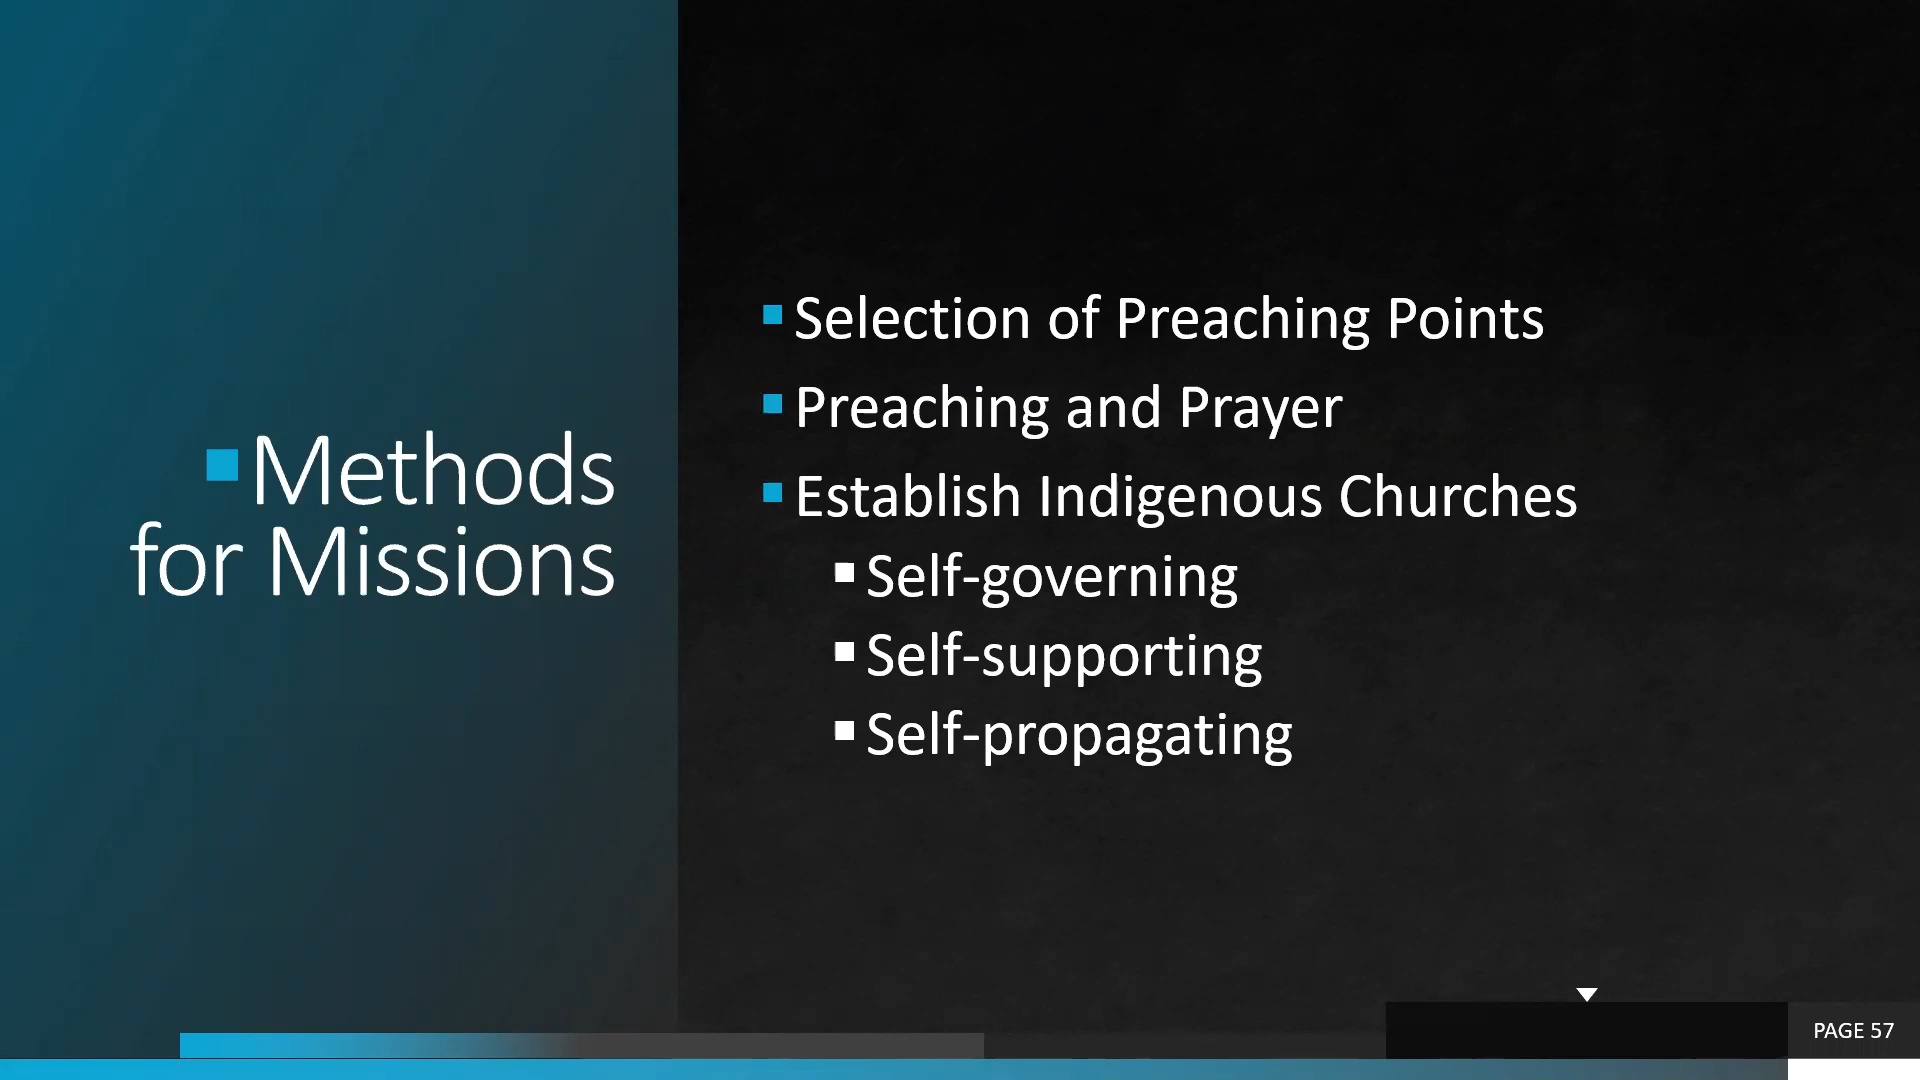 Methods
for Missions
Selection of Preaching Points
Preaching and Prayer
Establish Indigenous Churches
Self-governing
Self-supporting
Self-propagating
PAGE 57